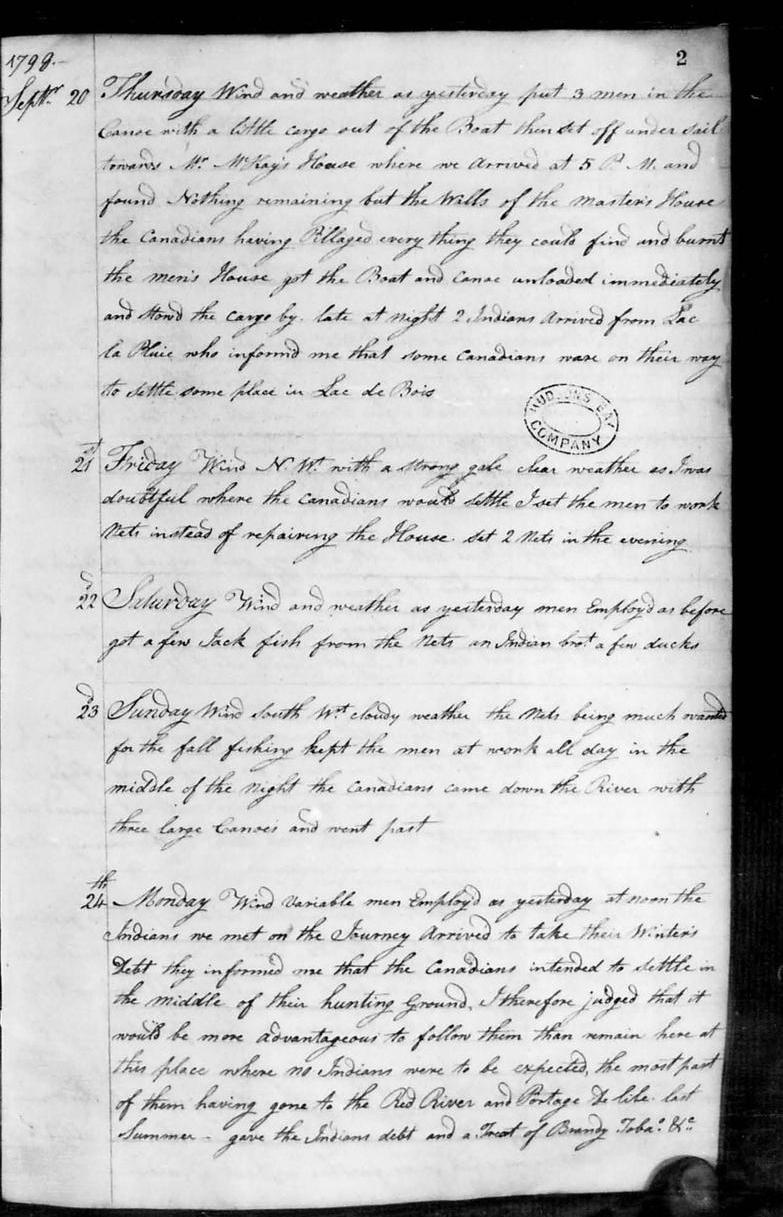 2
1798.
Septr. 20 Thursday Wind and weather as yesterday put 3 men in the
Canoe with a little cargo out of the Boat then set off under sail
towards Mr. McKay's House where we Arrived at 5 P.M. and
found Nothing remaining but the Walls of the Master's House
the Canadians having Pillaged every thing they could find and burnt
the men's House got the Boat and Canoe unloaded immediately
and Stow'd the cargo by. late at Night 2 Indians Arrived from Lac
la Pluie who inform'd me that some Canadians ware on their way
to settle some place in Lac de Bois
HUDSONS BAY
COMPANY
21st Friday Wind N. Wt. with a strong gale clear weather as I was
doubtful where the Canadians would settle I set the men to work
Nets instead of repairing the House. set 2 Nets in the evening
22d Saturday Wind and weather as yesterday men Employd as before
got a few Jack fish from the Nets an Indian brot. a few ducks
23d Sunday Wind South Wt. cloudy weather the Nets being much wanted
for the fall fishing kept the men at work all day in the
middle of the Night the Canadians came down the River with
three large Canoes and went past
24th Monday Wind Variable men Employ'd as yesterday at noon the
Indians we met on the Journey Arrived to take their Winter's
Debt they informed me that the Canadians intended to settle in
the middle of their hunting Ground, I therefore judged that it
would be more advantageous to follow them than remain here at
this place where no Indians were to be expected, the most part
of them having gone to the Red River and Portage De lile last
Summer - gave the Indians debt and a Treat of Brandy Toba. &c.